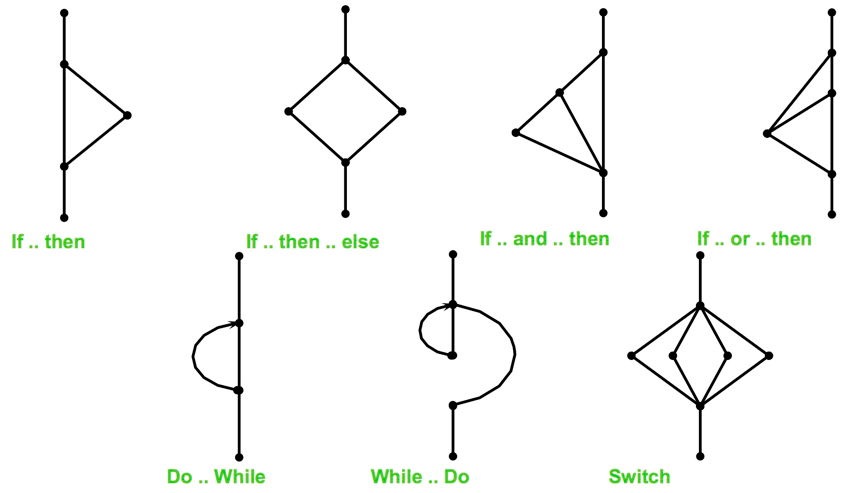 If .. then
If .. then .. else
If .. and .. then
If .. or .. then
Do .. While
While .. Do
Switch